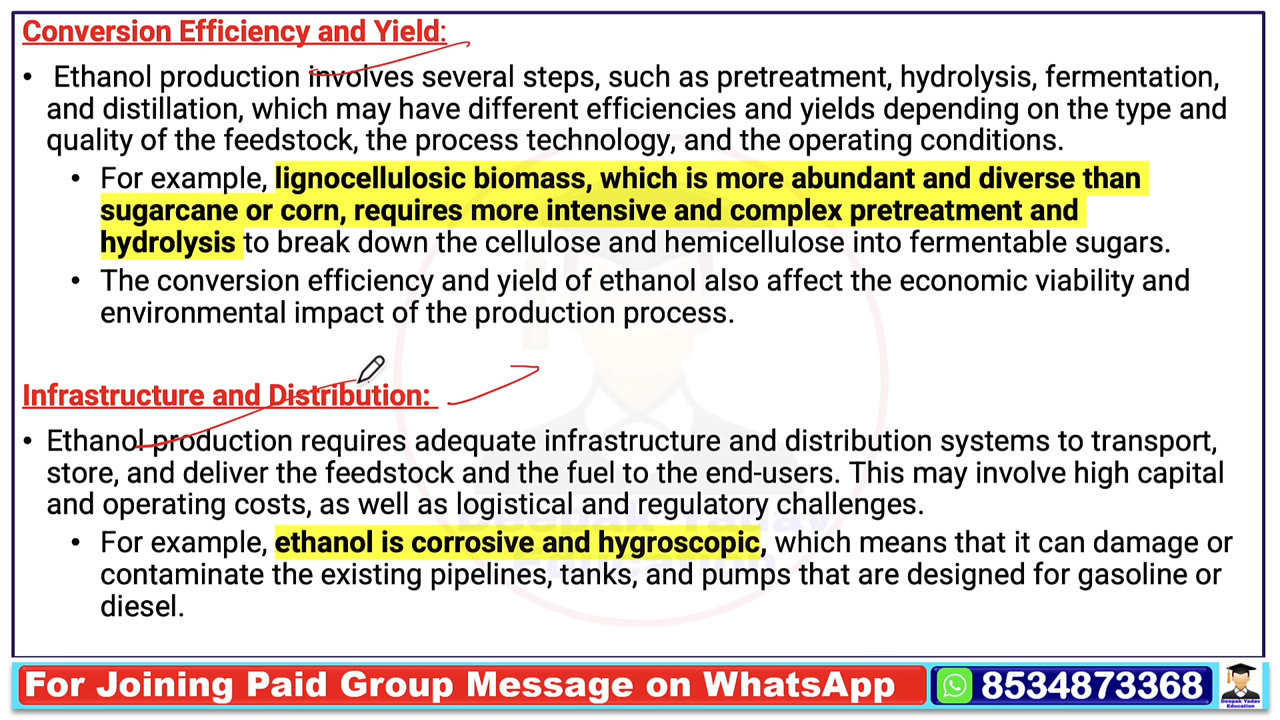 Conversion Efficiency and Yield:
• Ethanol production involves several steps, such as pretreatment, hydrolysis, fermentation,
and distillation, which may have different efficiencies and yields depending on the type and
quality of the feedstock, the process technology, and the operating conditions.
• For example, lignocellulosic biomass, which is more abundant and diverse than
sugarcane or corn, requires more intensive and complex pretreatment and
hydrolysis to break down the cellulose and hemicellulose into fermentable sugars.
• The conversion efficiency and yield of ethanol also affect the economic viability and
environmental impact of the production process.
Infrastructure and Distribution:
• Ethanol production requires adequate infrastructure and distribution systems to transport,
store, and deliver the feedstock and the fuel to the end-users. This may involve high capital
and operating costs, as well as logistical and regulatory challenges.
• For example, ethanol is corrosive and hygroscopic, which means that it can damage or
contaminate the existing pipelines, tanks, and pumps that are designed for gasoline or
diesel.
Deepak Yadav
Education
For Joining Paid Group Message on WhatsApp
8534873368
Deepak Yadav
Education